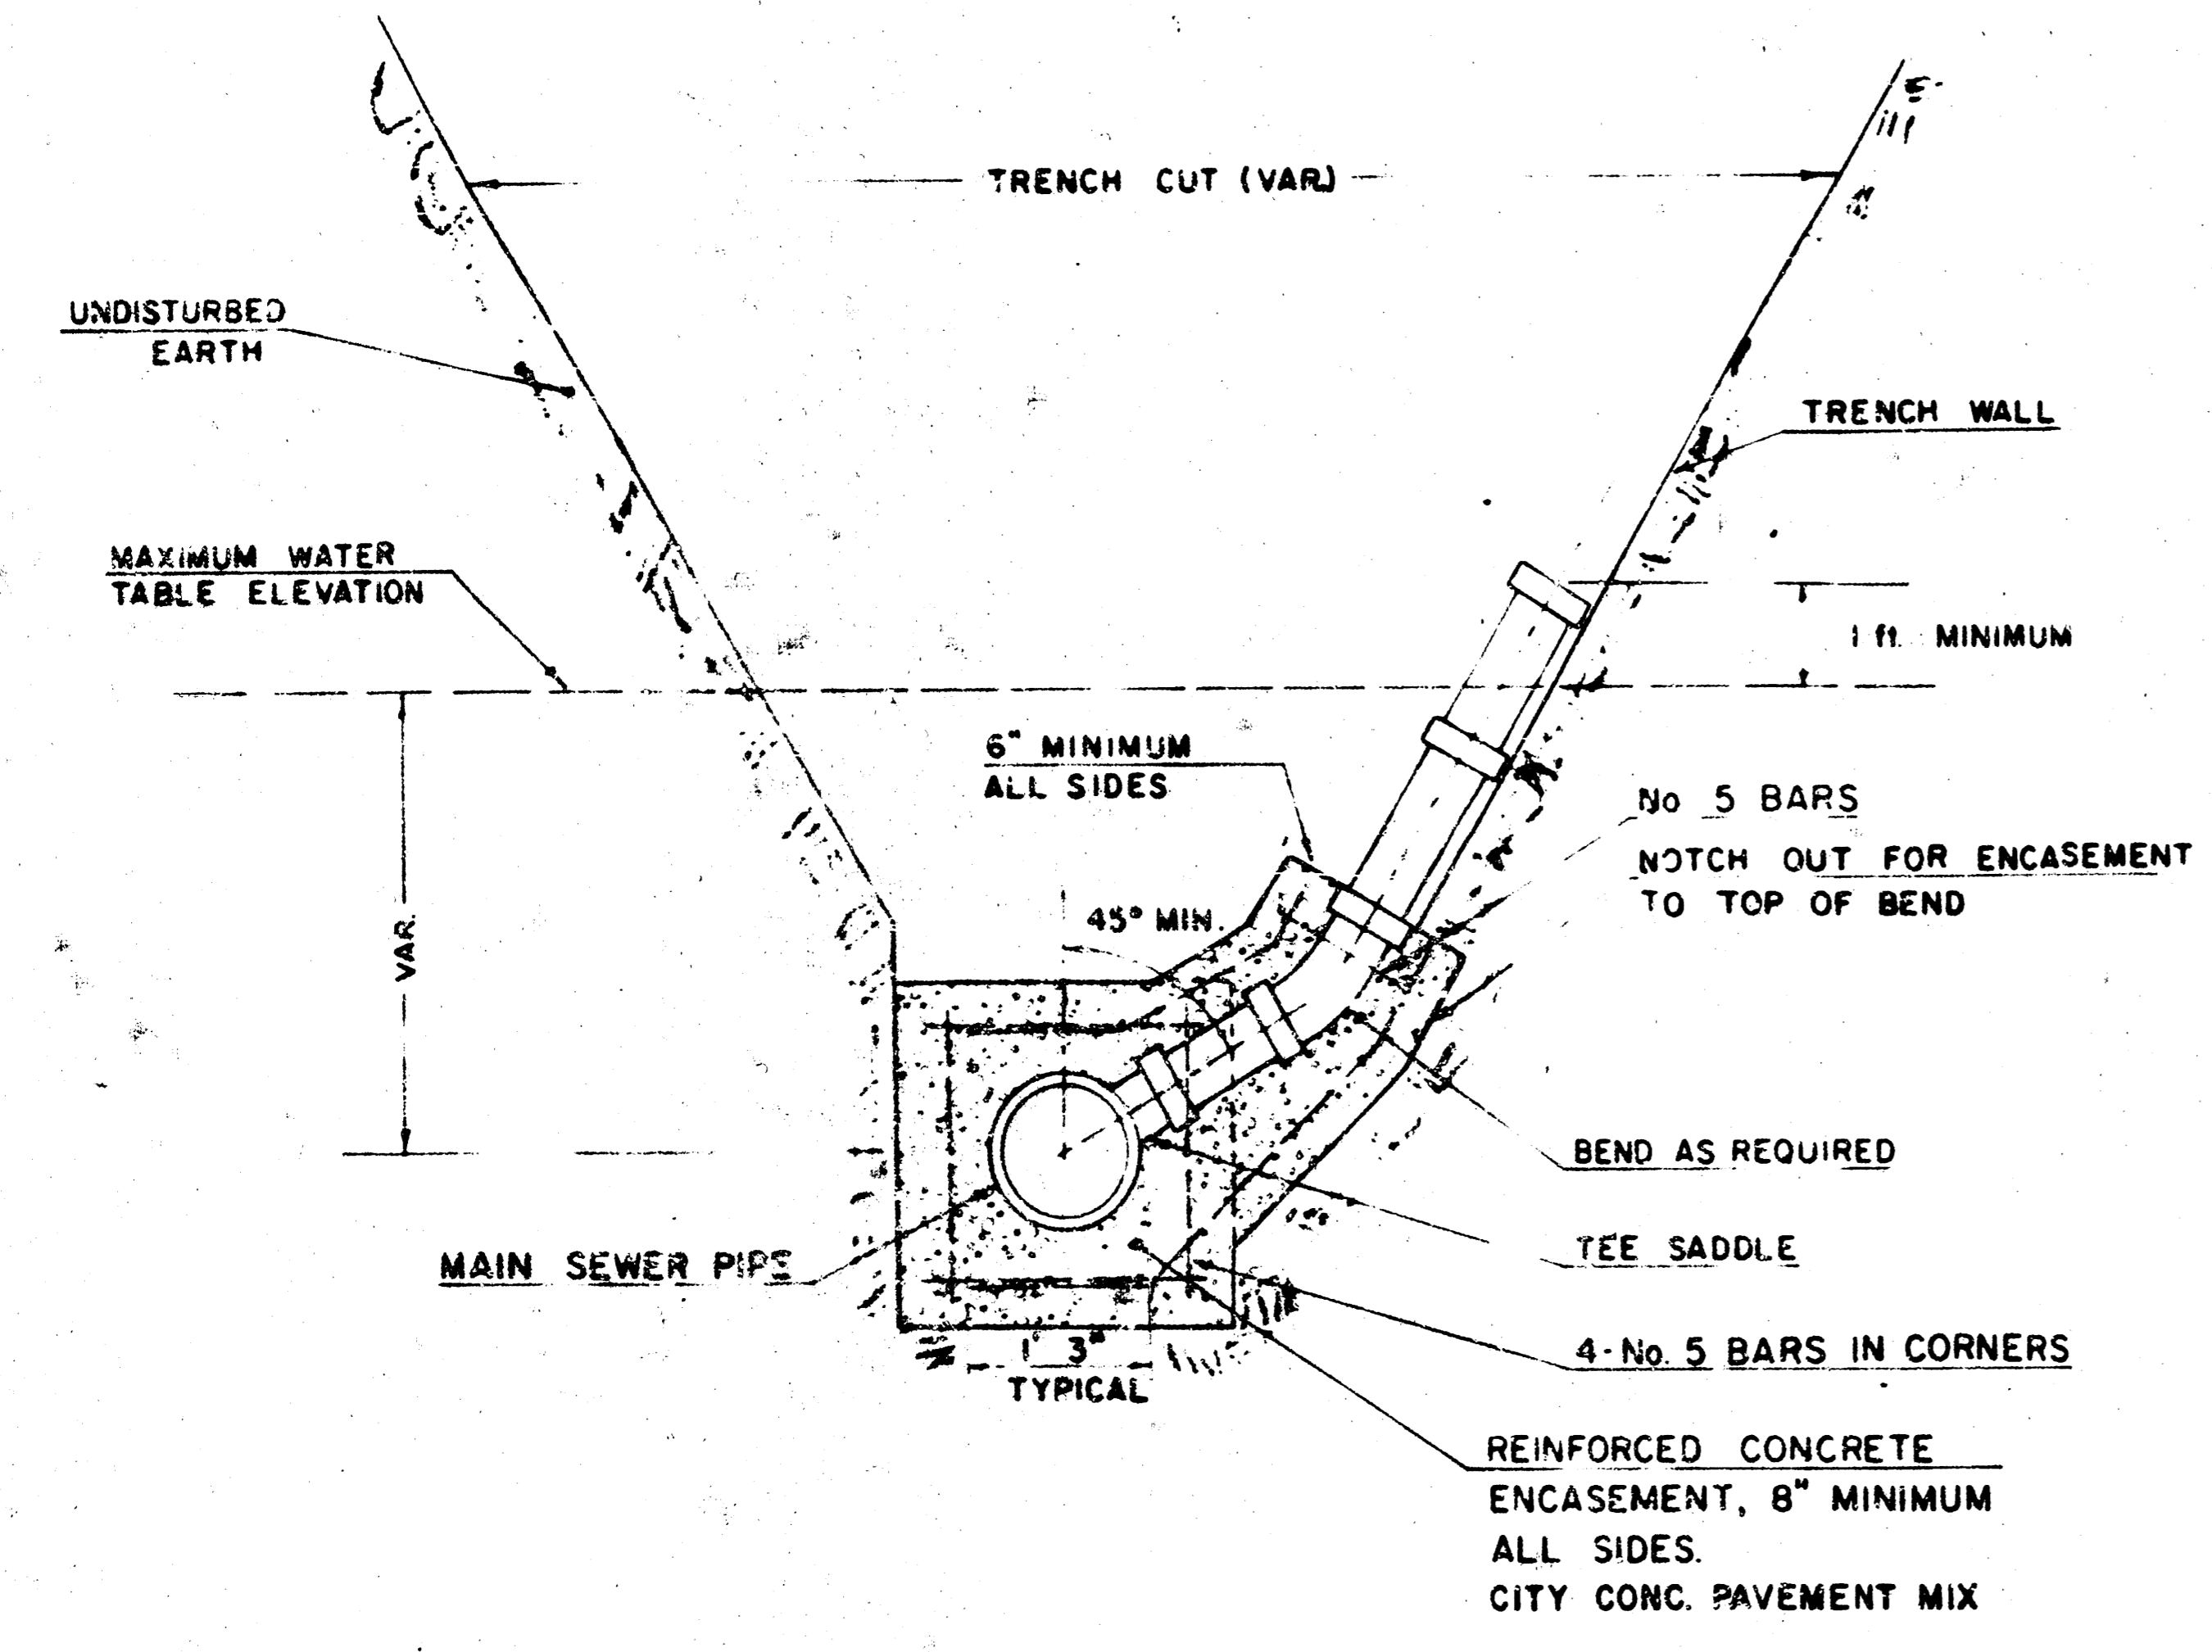 TRENCH CUT (VAR.)
UNDISTURBED
EARTH
TRENCH WALL
MAXIMUM WATER
TABLE ELEVATION
1 ft. MINIMUM
6" MINIMUM
ALL SIDES
No 5 BARS
NOTCH OUT FOR ENCASEMENT
TO TOP OF BEND
45° MIN.
VAR.
BEND AS REQUIRED
TEE SADDLE
MAIN SEWER PIPE
1' 3"
TYPICAL
4-No. 5 BARS IN CORNERS
REINFORCED CONCRETE
ENCASEMENT, 8" MINIMUM
ALL SIDES.
CITY CONC. PAVEMENT MIX